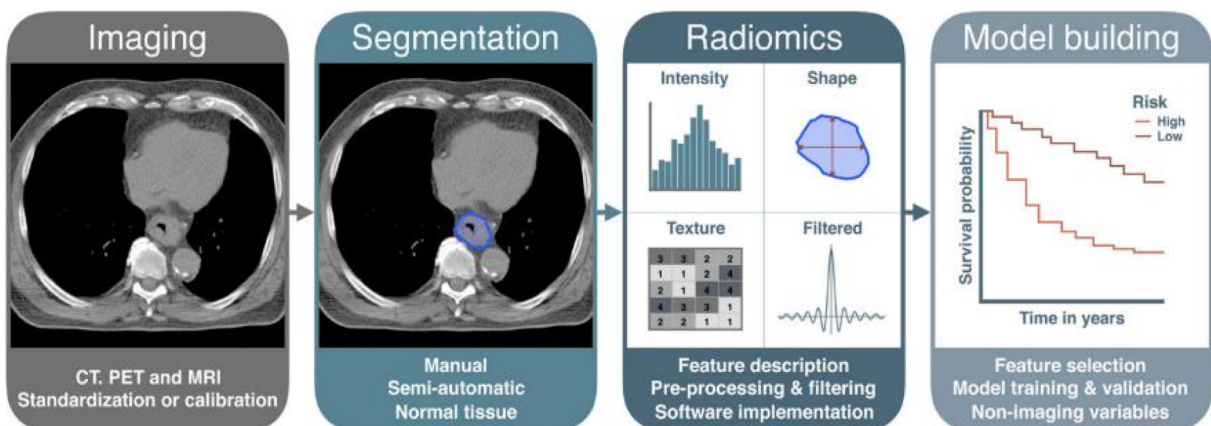 Imaging
CT. PET and MRI
Standardization or calibration
Segmentation
Manual
Semi-automatic
Normal tissue
Radiomics
Intensity
Shape
Texture
3 3 2 2
1 1 2 4
2 1 4 4
4 3 3 1
2 2 1 1
Filtered
Feature description
Pre-processing & filtering
Software implementation
Model building
Survival probability
Risk
High
Low
Time in years
Feature selection
Model training & validation
Non-imaging variables